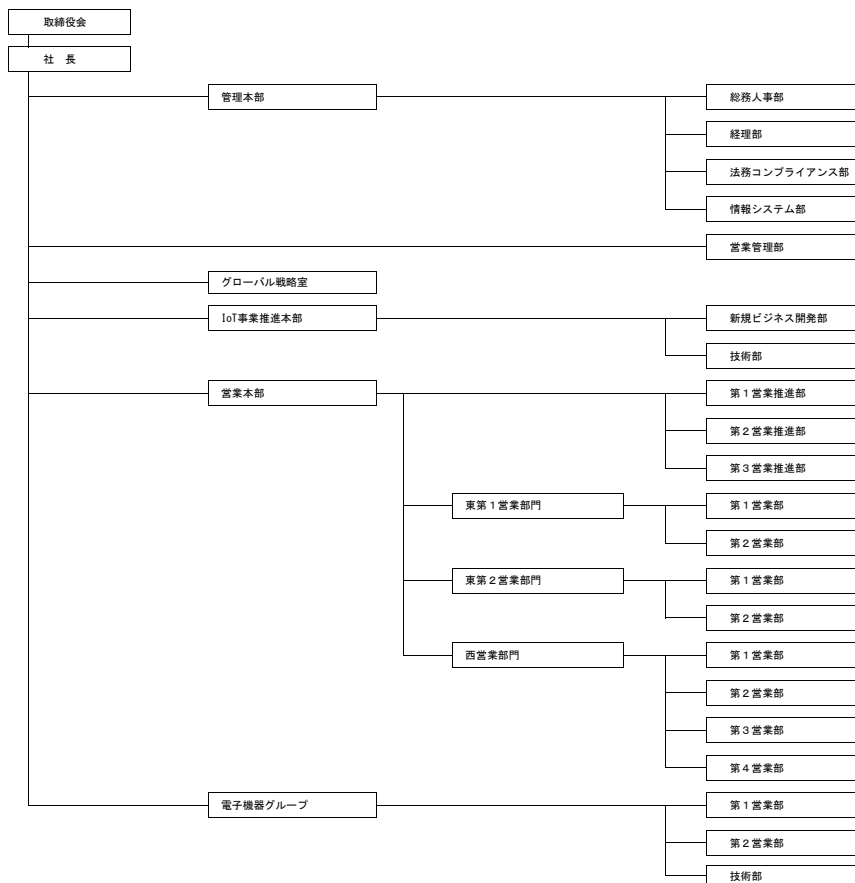 取締役会
社　長
管理本部
総務人事部
経理部
法務コンプライアンス部
情報システム部
営業管理部
グローバル戦略室
IoT事業推進本部
新規ビジネス開発部
技術部
営業本部
第１営業推進部
第２営業推進部
第３営業推進部
東第１営業部門
第１営業部
第２営業部
東第２営業部門
第１営業部
第２営業部
西営業部門
第１営業部
第２営業部
第３営業部
第４営業部
電子機器グループ
第１営業部
第２営業部
技術部